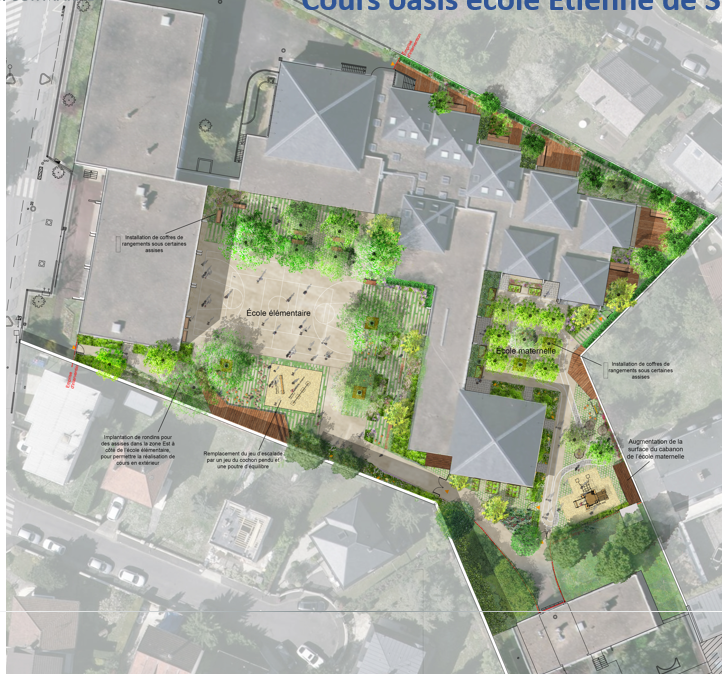 Cours oasis école Etienne de S
Installation de coffres de
rangements sous certaines
assises
École élémentaire
École maternelle
Installation de coffres de
rangements sous certaines
assises
Augmentation de la
surface du cabanon
de l'école maternelle
Implantation de rondins pour
des assises dans la zone Est à
côté de l'école élémentaire,
pour permettre la réalisation de
cours en extérieur
Remplacement du jeu d'escalade
par un jeu du cochon pendu et
une poutre d'équilibre